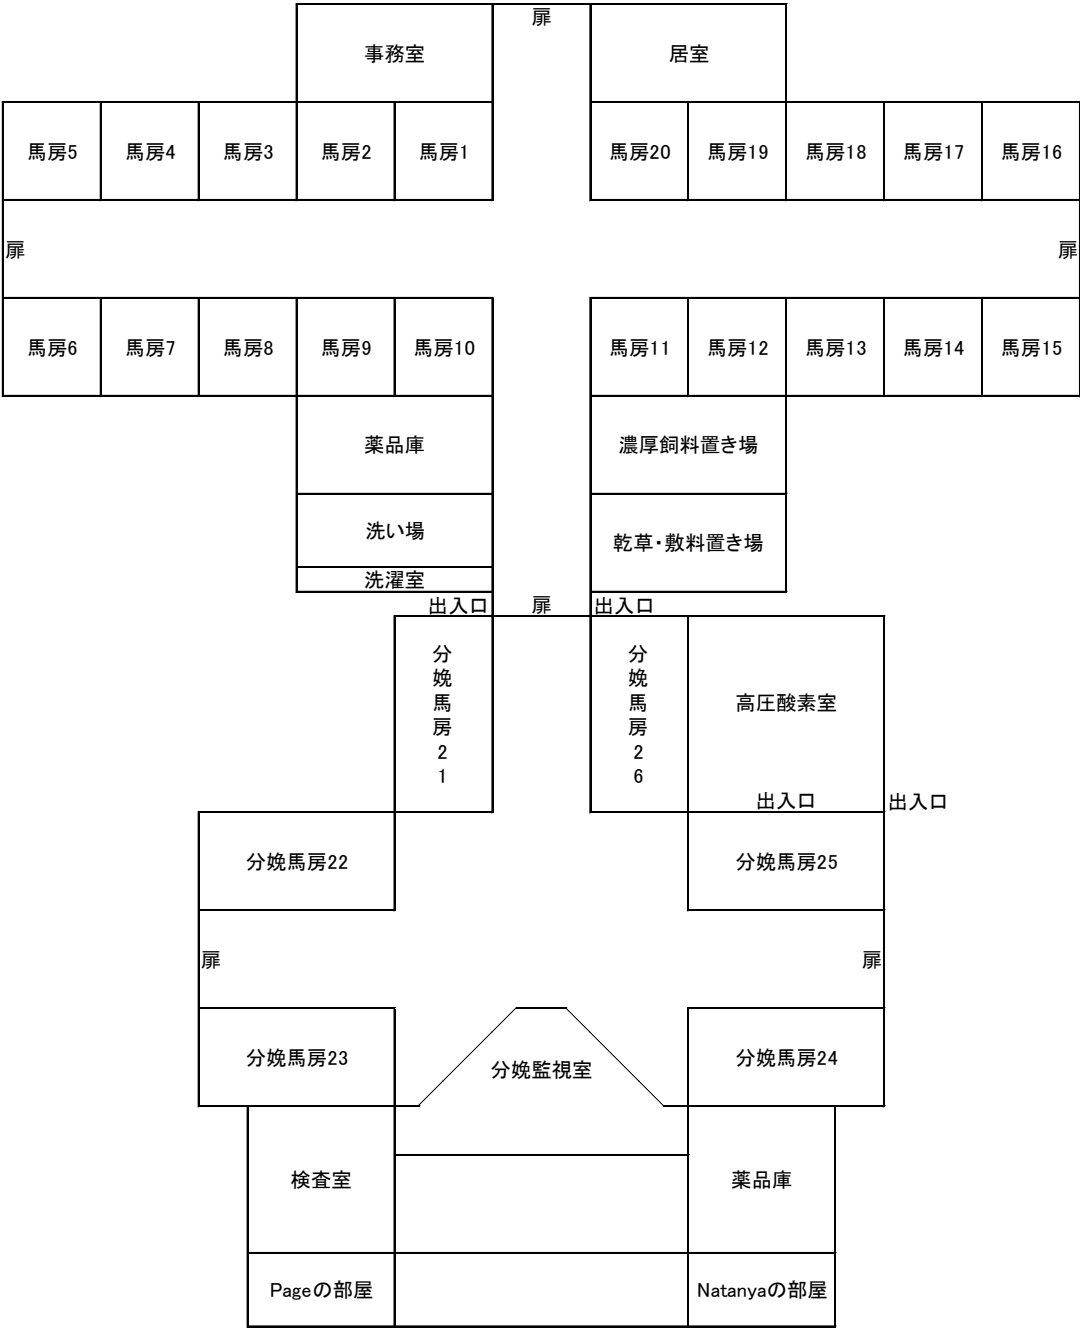 扉
事務室
居室
馬房5
馬房4
馬房3
馬房2
馬房1
馬房20
馬房19
馬房18
馬房17
馬房16
扉
扉
馬房6
馬房7
馬房8
馬房9
馬房10
馬房11
馬房12
馬房13
馬房14
馬房15
薬品庫
濃厚飼料置き場
洗い場
乾草・敷料置き場
洗濯室
出入口
扉
出入口
分娩馬房21
分娩馬房26
高圧酸素室
出入口
出入口
分娩馬房22
分娩馬房25
扉
扉
分娩馬房23
分娩監視室
分娩馬房24
検査室
薬品庫
Pageの部屋
Natanyaの部屋